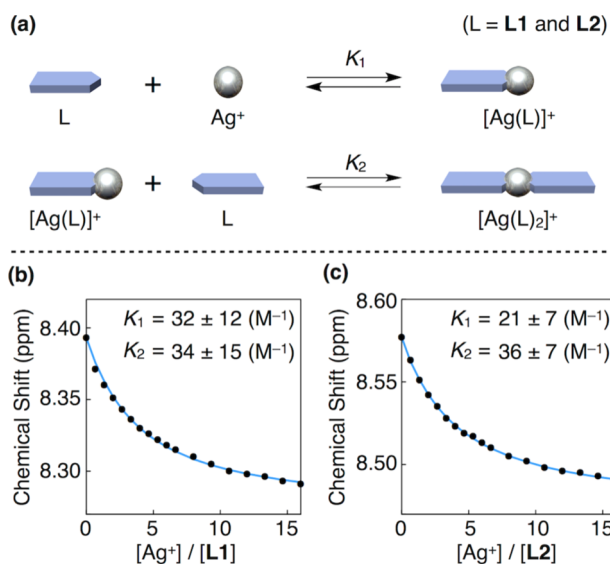 (a) (L = L1 and L2)
K₁
L + Ag⁺ [Ag(L)]⁺
K₂
[Ag(L)]⁺ + L [Ag(L)₂]⁺
(b)
K₁ = 32 ± 12 (M⁻¹)
K₂ = 34 ± 15 (M⁻¹)
Chemical Shift (ppm)
8.40
8.35
8.30
0 5 10 15
[Ag⁺] / [L1]
(c)
K₁ = 21 ± 7 (M⁻¹)
K₂ = 36 ± 7 (M⁻¹)
Chemical Shift (ppm)
8.60
8.55
8.50
0 5 10 15
[Ag⁺] / [L2]